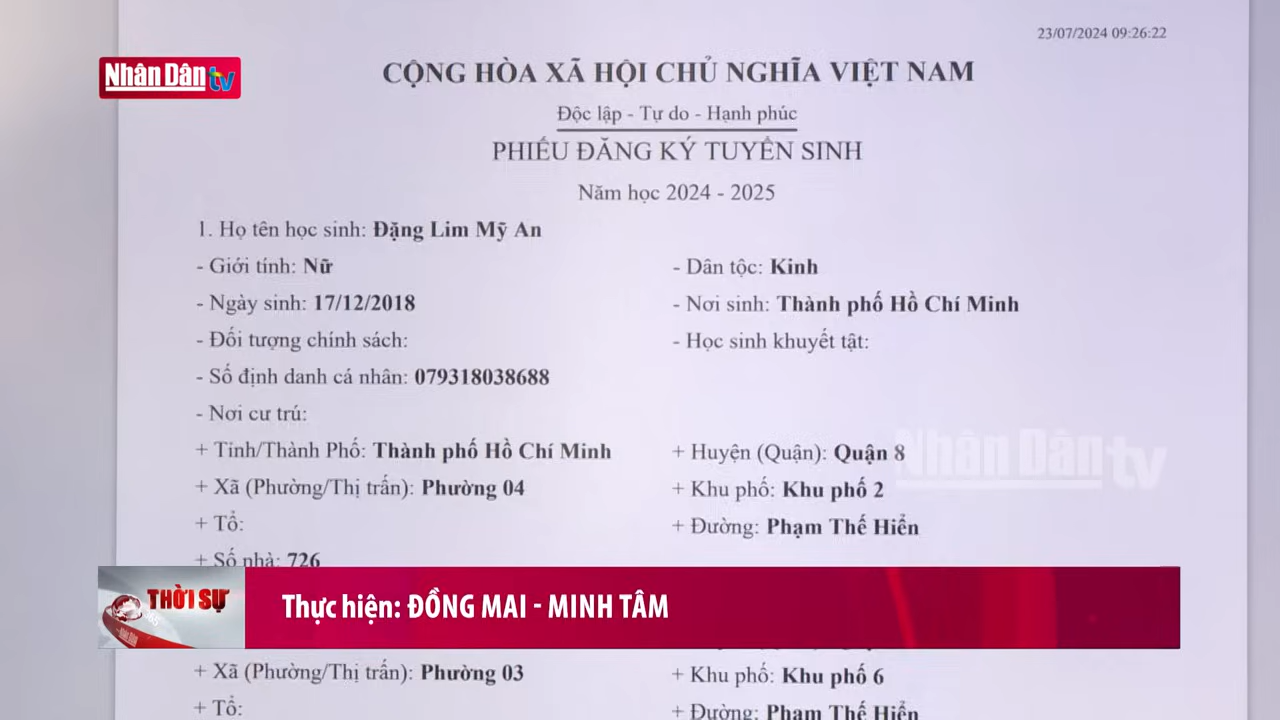 23/07/2024 09:26:22
Nhân Dân tv
CỘNG HÒA XÃ HỘI CHỦ NGHĨA VIỆT NAM
Độc lập - Tự do - Hạnh phúc
PHIẾU ĐĂNG KÝ TUYỂN SINH
Năm học 2024 - 2025
1. Họ tên học sinh: Đặng Lim Mỹ An
- Giới tính: Nữ - Dân tộc: Kinh
- Ngày sinh: 17/12/2018 - Nơi sinh: Thành phố Hồ Chí Minh
- Đối tượng chính sách: - Học sinh khuyết tật:
- Số định danh cá nhân: 079318038688
- Nơi cư trú:
+ Tỉnh/Thành Phố: Thành phố Hồ Chí Minh + Huyện (Quận): Quận 8
Nhân Dân tv
+ Xã (Phường/Thị trấn): Phường 04 + Khu phố: Khu phố 2
+ Tổ: + Đường: Phạm Thế Hiển
+ Số nhà: 726
THỜI SỰ
Thực hiện: ĐỒNG MAI - MINH TÂM
+ Xã (Phường/Thị trấn): Phường 03 + Khu phố: Khu phố 6
+ Tổ: + Đường: Phạm Thế Hiển